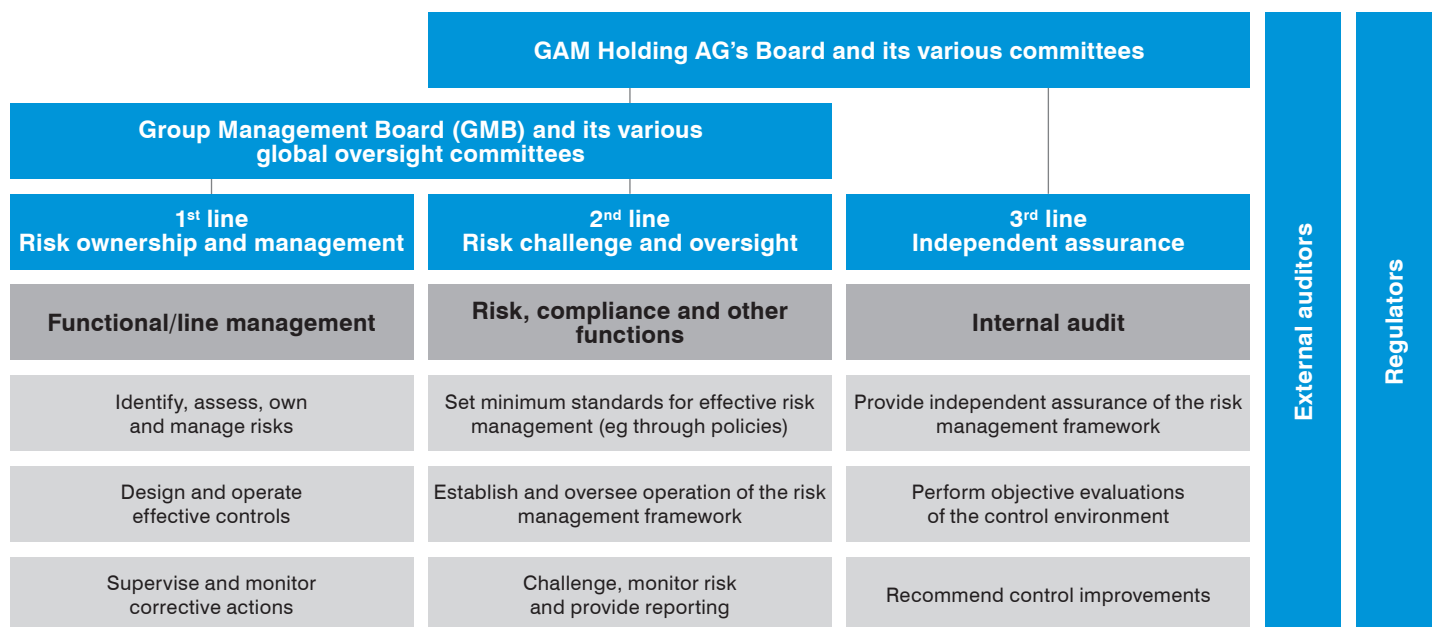 GAM Holding AG's Board and its various committees
Group Management Board (GMB) and its various
global oversight committees
1st line
Risk ownership and management
2nd line
Risk challenge and oversight
3rd line
Independent assurance
Functional/line management
Risk, compliance and other
functions
Internal audit
Identify, assess, own
and manage risks
Set minimum standards for effective risk
management (eg through policies)
Provide independent assurance of the risk
management framework
Design and operate
effective controls
Establish and oversee operation of the risk
management framework
Perform objective evaluations
of the control environment
Supervise and monitor
corrective actions
Challenge, monitor risk
and provide reporting
Recommend control improvements
External auditors
Regulators